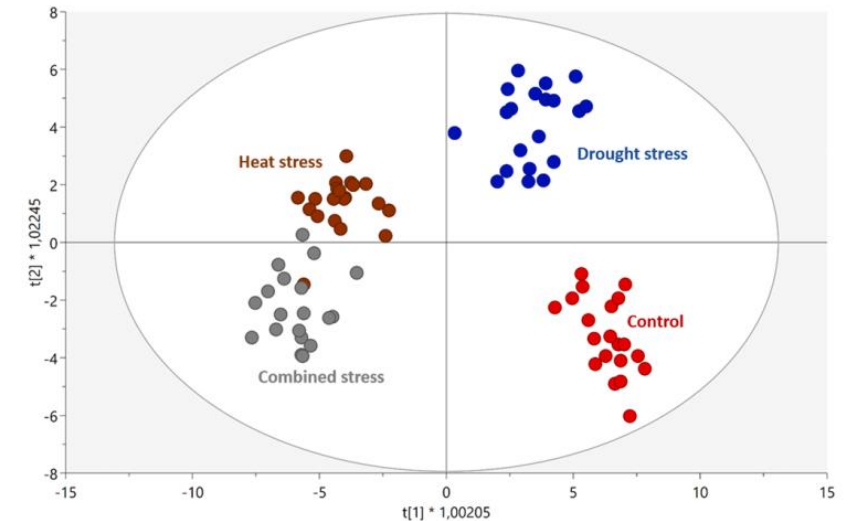 8
6
4
2
0
-2
-4
-6
-8
t[2] * 1,02245
Heat stress
Drought stress
Control
Combined stress
-15
-10
-5
0
5
10
15
t[1] * 1,00205